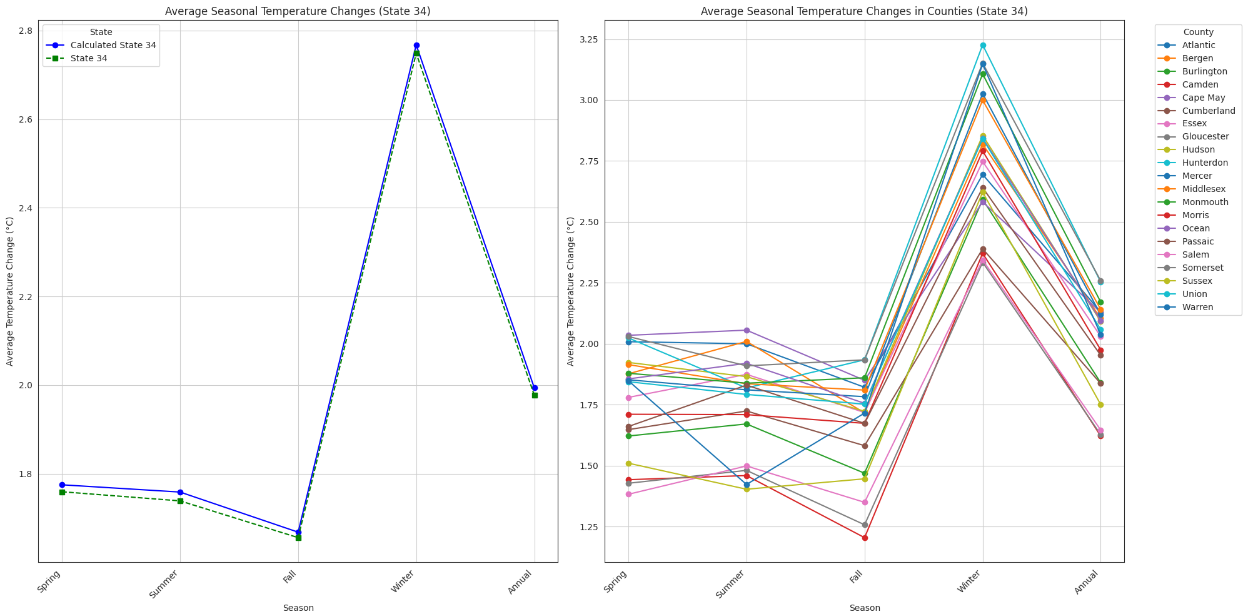 Average Seasonal Temperature Changes (State 34)
2.8
2.6
2.4
2.2
2.0
1.8
Average Temperature Change (°C)
State
Calculated State 34
State 34
Spring
Summer
Fall
Winter
Annual
Season
Average Seasonal Temperature Changes in Counties (State 34)
3.25
3.00
2.75
2.50
2.25
2.00
1.75
1.50
1.25
Average Temperature Change (°C)
Spring
Summer
Fall
Winter
Annual
Season
County
Atlantic
Bergen
Burlington
Camden
Cape May
Cumberland
Essex
Gloucester
Hudson
Hunterdon
Mercer
Middlesex
Monmouth
Morris
Ocean
Passaic
Salem
Somerset
Sussex
Union
Warren